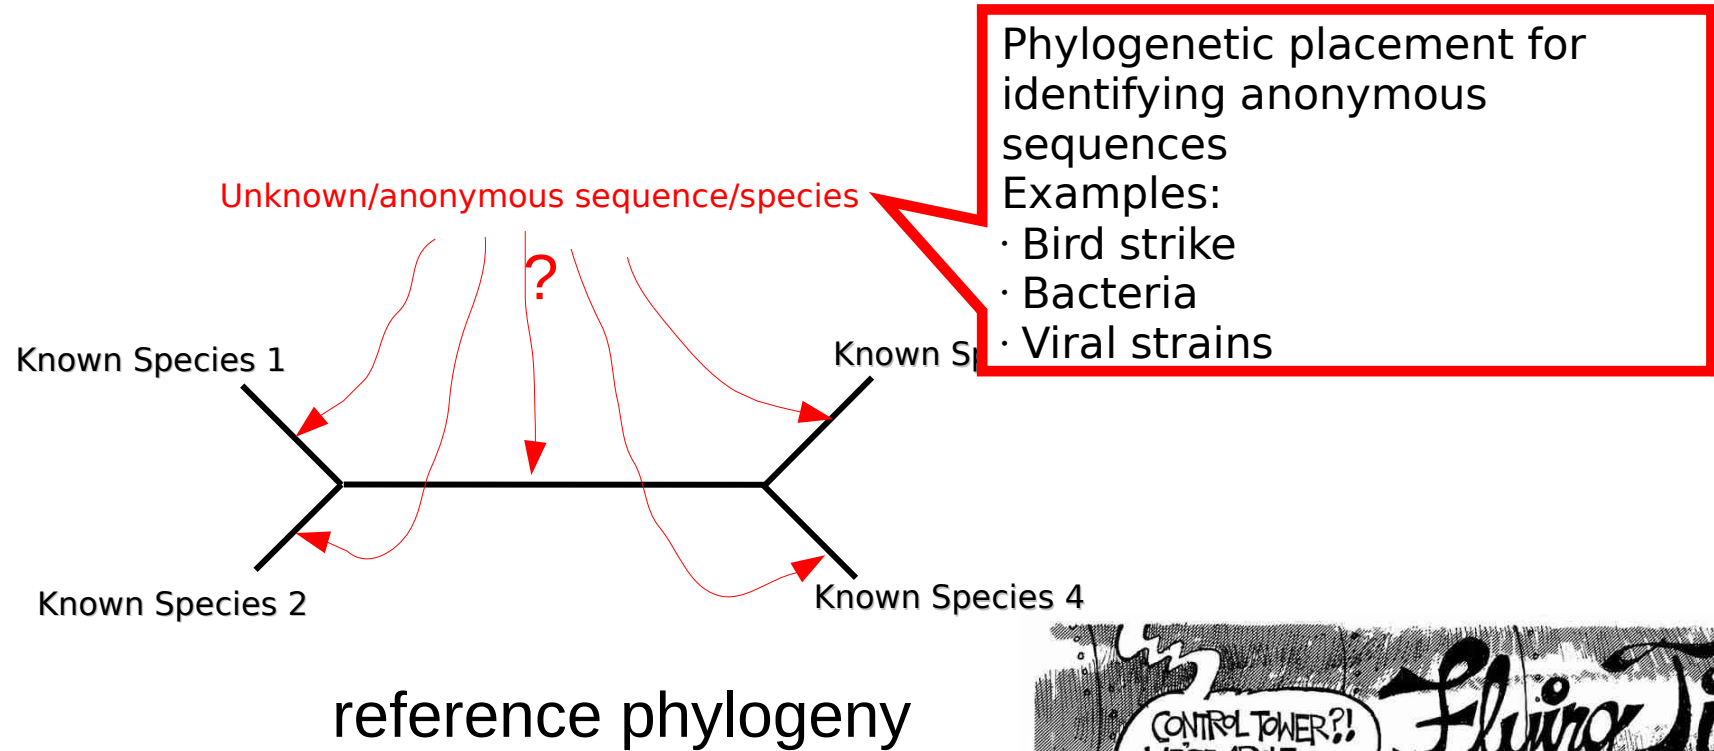 Phylogenetic placement for
identifying anonymous
sequences
Examples:
· Bird strike
· Bacteria
· Viral strains
Unknown/anonymous sequence/species
?
Known Species 1
Known
Known Species 2
Known Species 4
reference phylogeny
CONTROL TOWER?!
Flying